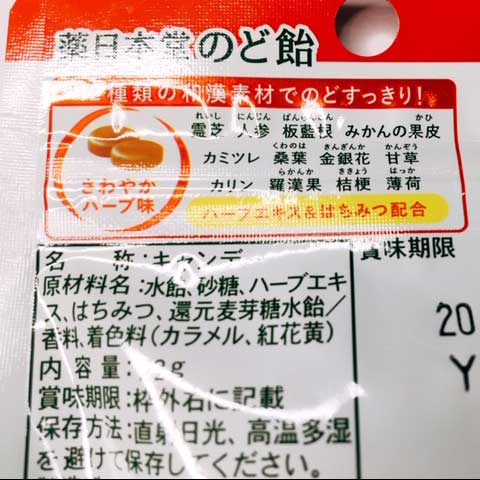 薬日本堂のど飴
種類の和漢素材でのどすっきり!
れいし にんじん ばんらんこん かひ
霊芝 人参 板藍根 みかんの果皮
くわのは きんぎんか かんぞう
カミツレ 桑葉 金銀花 甘草
らかんか ききょう はっか
カリン 羅漢果 桔梗 薄荷
さわやか
ハーブ味
ハーブエキス&はちみつ配合
名 称:キャンデ
賞味期限
原材料名:水飴、砂糖、ハーブエキ
ス、はちみつ、還元麦芽糖水飴/
香料、着色料(カラメル、紅花黄)
20
内 容 量: 2g
Y
賞味期限:枠外右に記載
保存方法:直射日光、高温多湿
を避けて保存してください。